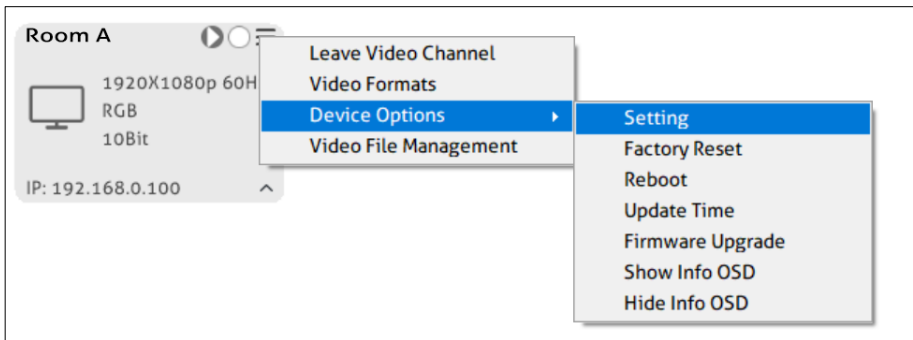 Room A
1920X1080p 60H
RGB
10Bit
IP: 192.168.0.100
Leave Video Channel
Video Formats
Device Options
Video File Management
Setting
Factory Reset
Reboot
Update Time
Firmware Upgrade
Show Info OSD
Hide Info OSD